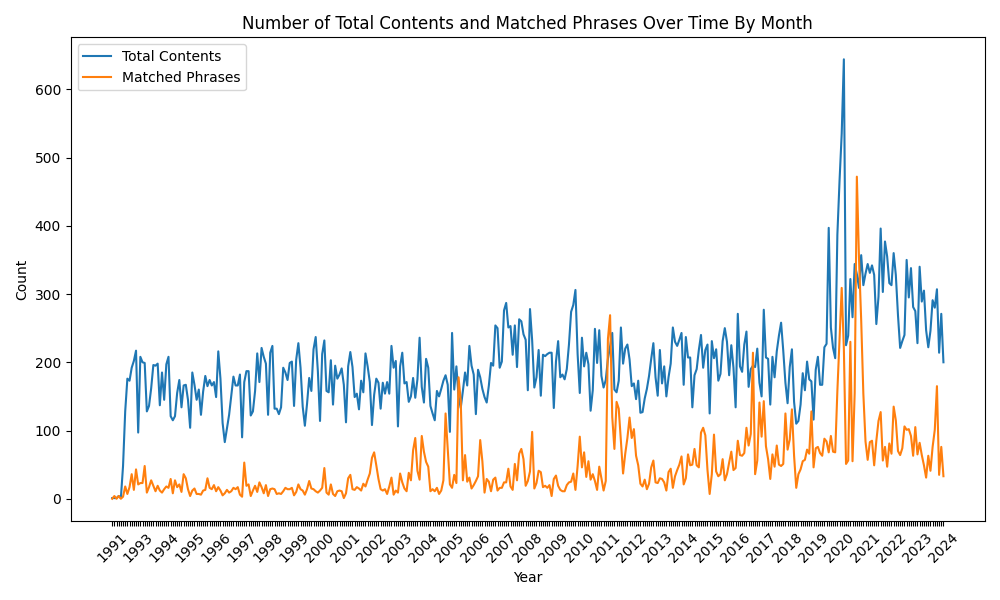 Number of Total Contents and Matched Phrases Over Time By Month
Total Contents
Matched Phrases
Count
600
500
400
300
200
100
0
1991 1992 1993 1994 1995 1996 1997 1998 1999 2000 2001 2002 2003 2004 2005 2006 2007 2008 2009 2010 2011 2012 2013 2014 2015 2016 2017 2018 2019 2020 2021 2022 2023 2024
Year